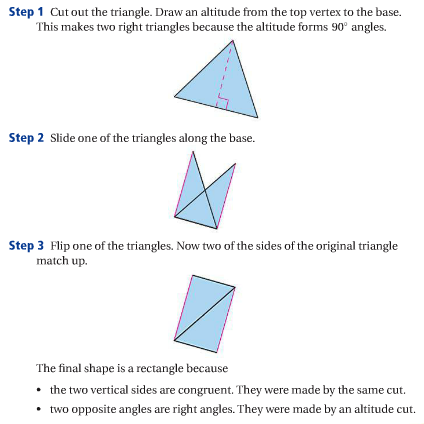 Step 1 Cut out the triangle. Draw an altitude from the top vertex to the base.
This makes two right triangles because the altitude forms 90° angles.
Step 2 Slide one of the triangles along the base.
Step 3 Flip one of the triangles. Now two of the sides of the original triangle
match up.
The final shape is a rectangle because
• the two vertical sides are congruent. They were made by the same cut.
• two opposite angles are right angles. They were made by an altitude cut.